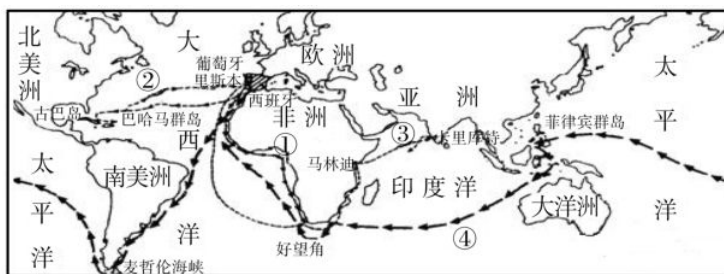 北美洲
大西洋
葡萄牙
里斯本
欧洲
亚洲
太平洋
②
古巴岛
巴哈马群岛
西班牙
非洲
①
③
卡里库特
菲律宾群岛
马林迪
太平洋
南美洲
印度洋
大洋洲
④
好望角
麦哲伦海峡